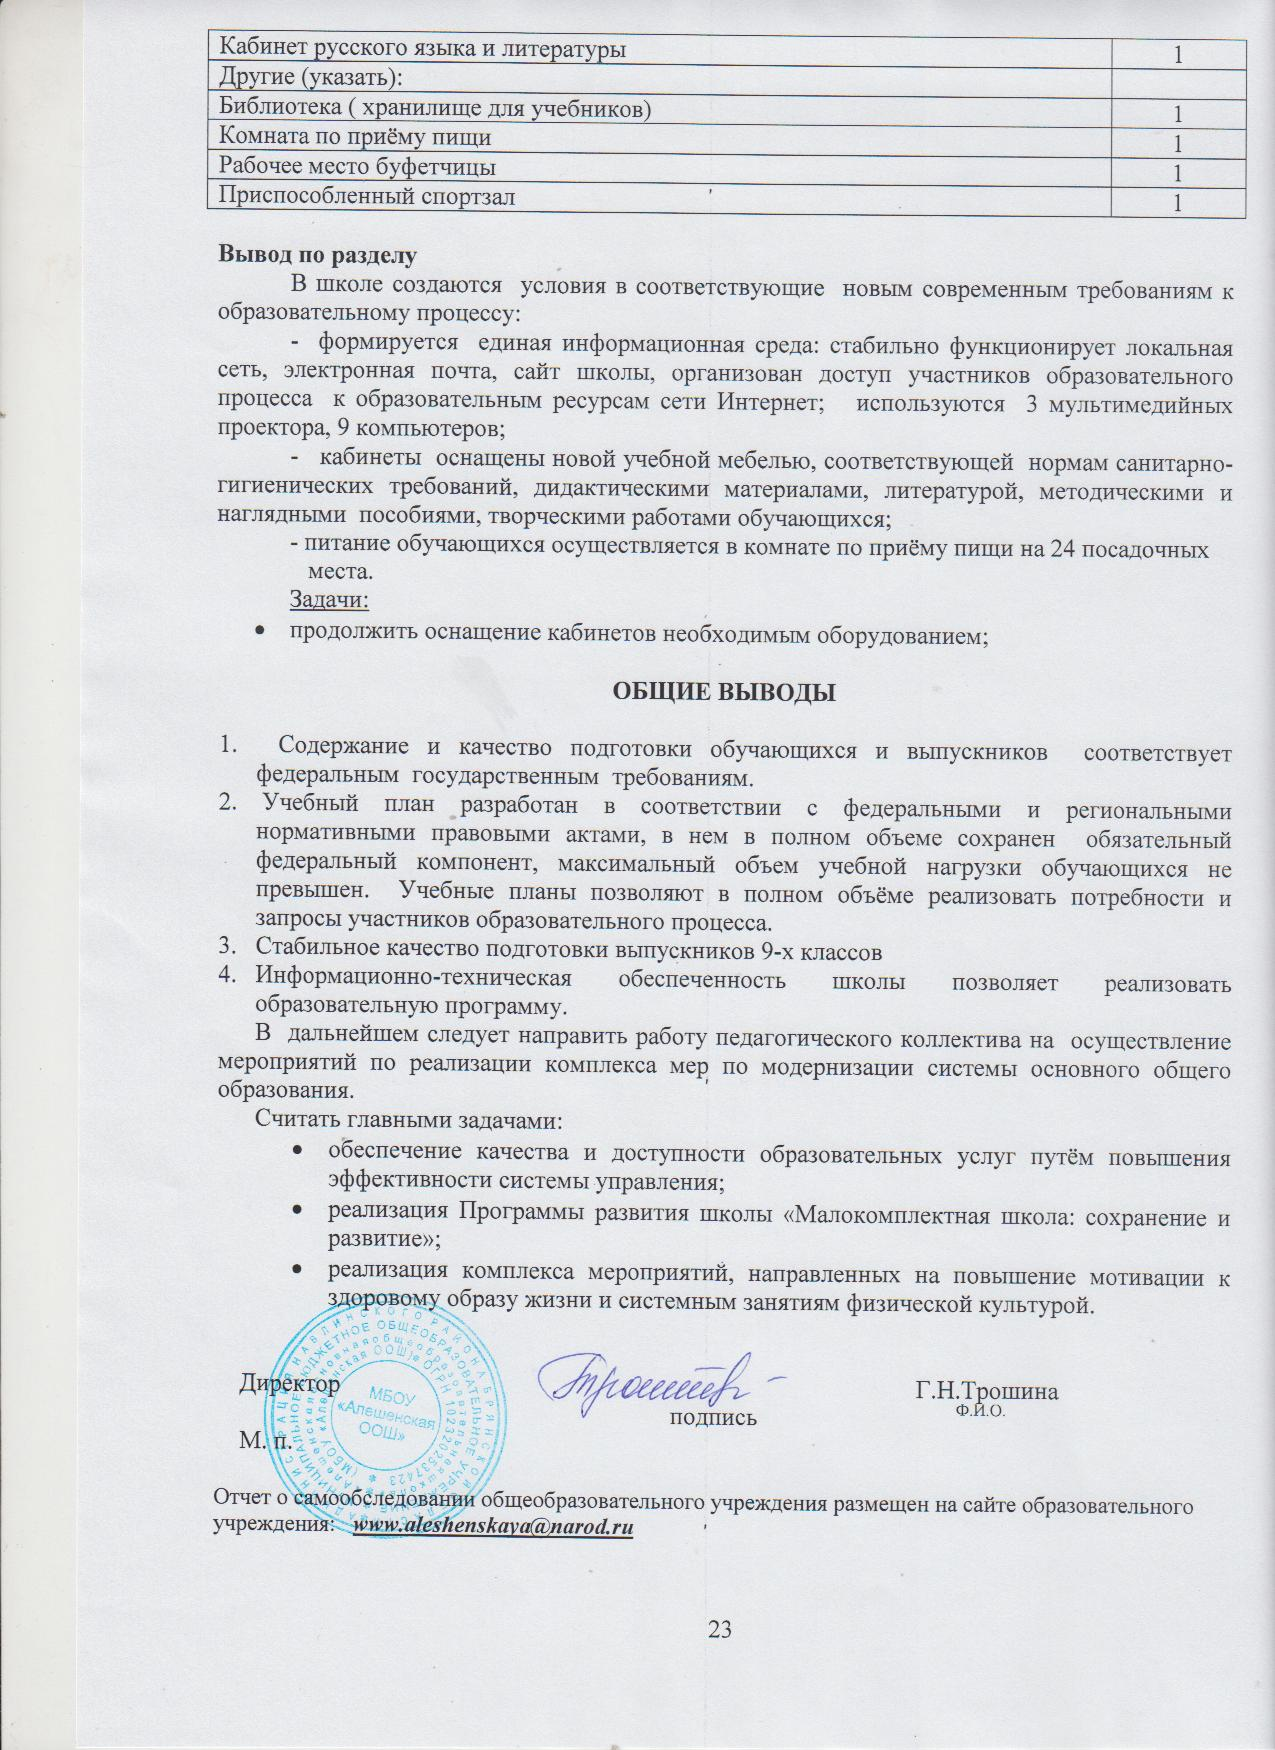 Кабинет русского языка и литературы 1
Другие (указать):
Библиотека ( хранилище для учебников) 1
Комната по приёму пищи 1
Рабочее место буфетчицы 1
Приспособленный спортзал 1
Вывод по разделу
В школе создаются условия в соответствующие новым современным требованиям к
образовательному процессу:
- формируется единая информационная среда: стабильно функционирует локальная
сеть, электронная почта, сайт школы, организован доступ участников образовательного
процесса к образовательным ресурсам сети Интернет; используются 3 мультимедийных
проектора, 9 компьютеров;
- кабинеты оснащены новой учебной мебелью, соответствующей нормам санитарно-
гигиенических требований, дидактическими материалами, литературой, методическими и
наглядными пособиями, творческими работами обучающихся;
- питание обучающихся осуществляется в комнате по приёму пищи на 24 посадочных
места.
Задачи:
• продолжить оснащение кабинетов необходимым оборудованием;
ОБЩИЕ ВЫВОДЫ
1. Содержание и качество подготовки обучающихся и выпускников соответствует
федеральным государственным требованиям.
2. Учебный план разработан в соответствии с федеральными и региональными
нормативными правовыми актами, в нем в полном объеме сохранен обязательный
федеральный компонент, максимальный объем учебной нагрузки обучающихся не
превышен. Учебные планы позволяют в полном объёме реализовать потребности и
запросы участников образовательного процесса.
3. Стабильное качество подготовки выпускников 9-х классов
4. Информационно-техническая обеспеченность школы позволяет реализовать
образовательную программу.
В дальнейшем следует направить работу педагогического коллектива на осуществление
мероприятий по реализации комплекса мер по модернизации системы основного общего
образования.
Считать главными задачами:
• обеспечение качества и доступности образовательных услуг путём повышения
эффективности системы управления;
• реализация Программы развития школы «Малокомплектная школа: сохранение и
развитие»;
• реализация комплекса мероприятий, направленных на повышение мотивации к
здоровому образу жизни и системным занятиям физической культурой.
Директор Г.Н.Трошина
подпись Ф.И.О.
М. п.
МБОУ
«Алешенская
ООШ»
Отчет о самообследовании общеобразовательного учреждения размещен на сайте образовательного
учреждения: www.aleshenskaya@narod.ru
23